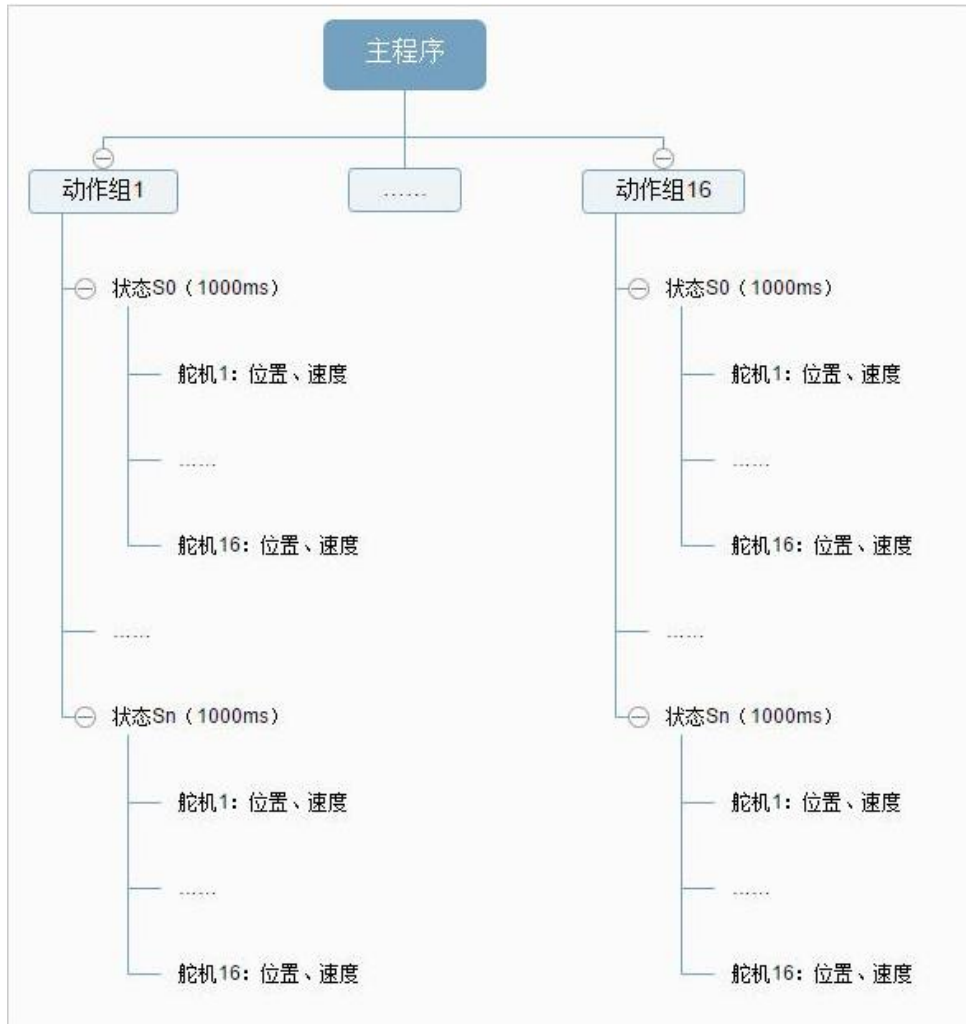 主程序
动作组1
……
动作组16
状态S0（1000ms）
舵机1：位置、速度
……
舵机16：位置、速度
……
状态Sn（1000ms）
舵机1：位置、速度
……
舵机16：位置、速度
状态S0（1000ms）
舵机1：位置、速度
……
舵机16：位置、速度
……
状态Sn（1000ms）
舵机1：位置、速度
……
舵机16：位置、速度